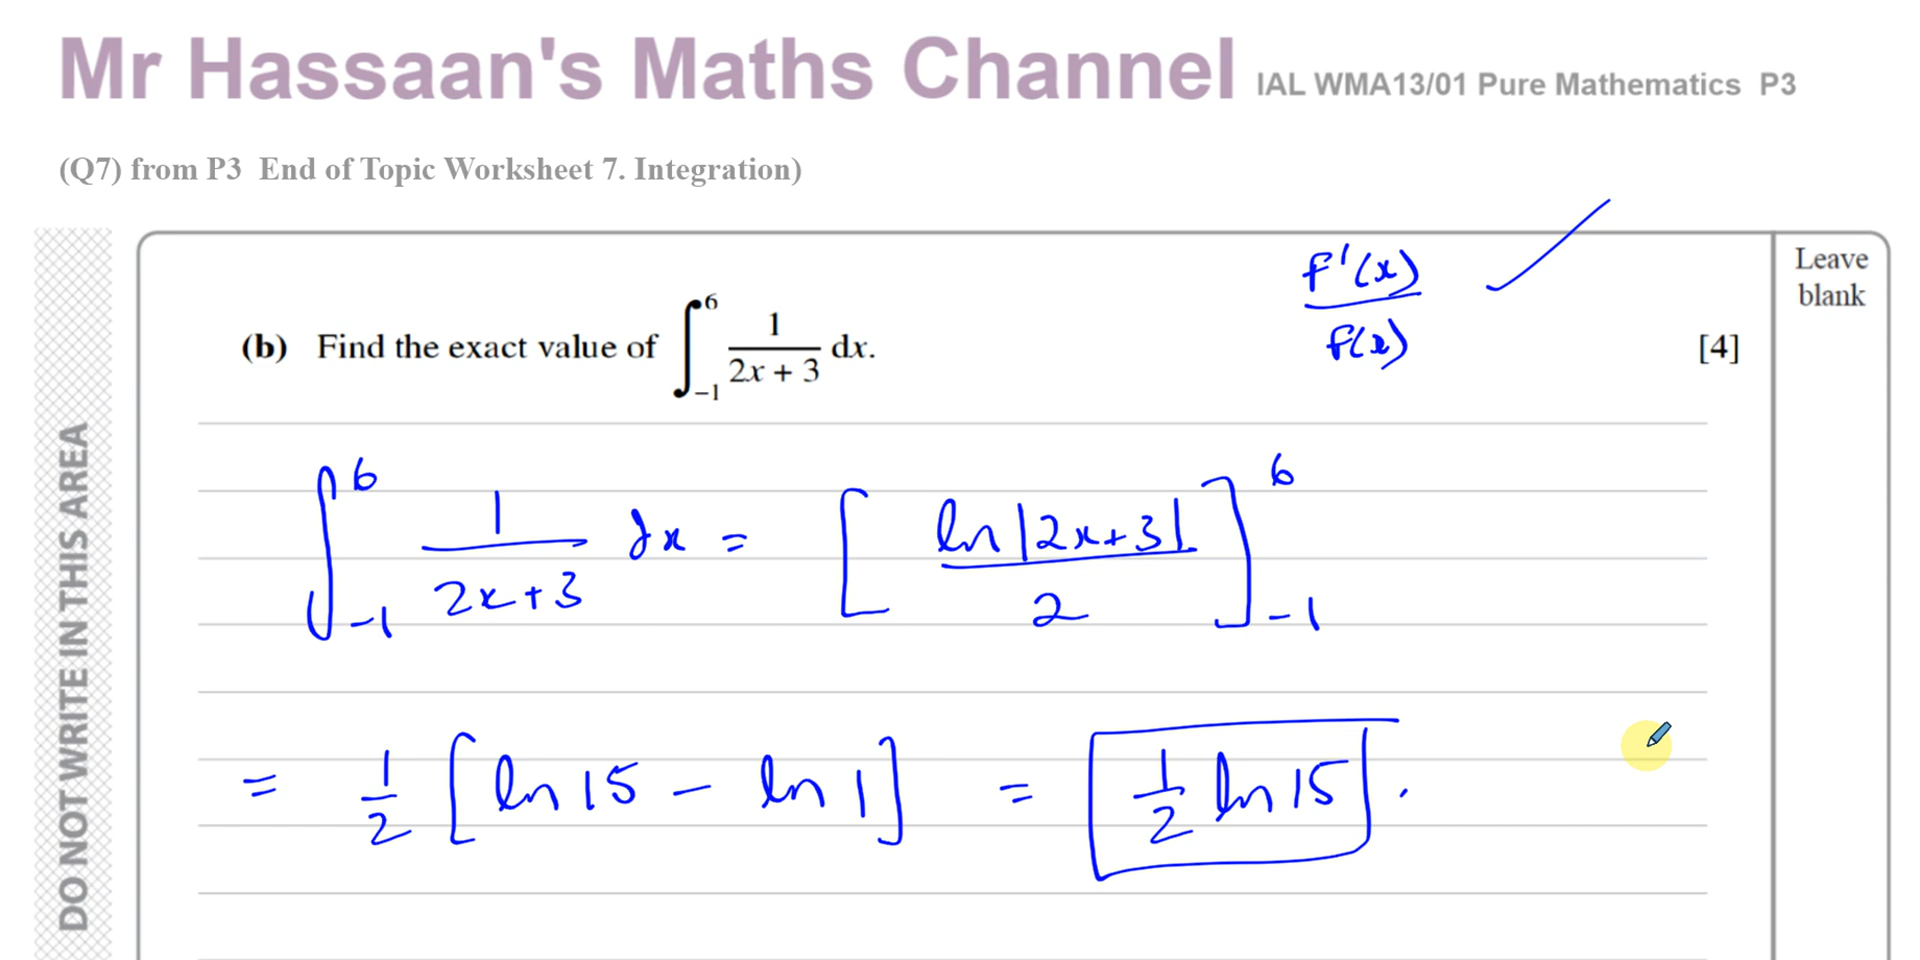 Mr Hassaan's Maths Channel IAL WMA13/01 Pure Mathematics P3
(Q7) from P3 End of Topic Worksheet 7. Integration)
Leave
blank
f'(x)
/
f(x)
(b) Find the exact value of ∫_{-1}^{6} 1/(2x + 3) dx. [4]
∫_{-1}^{6} 1/(2x+3) dx = [ln|2x+3|/2]_{-1}^{6}
= 1/2 [ln 15 - ln 1] = 1/2 ln 15.
DO NOT WRITE IN THIS AREA